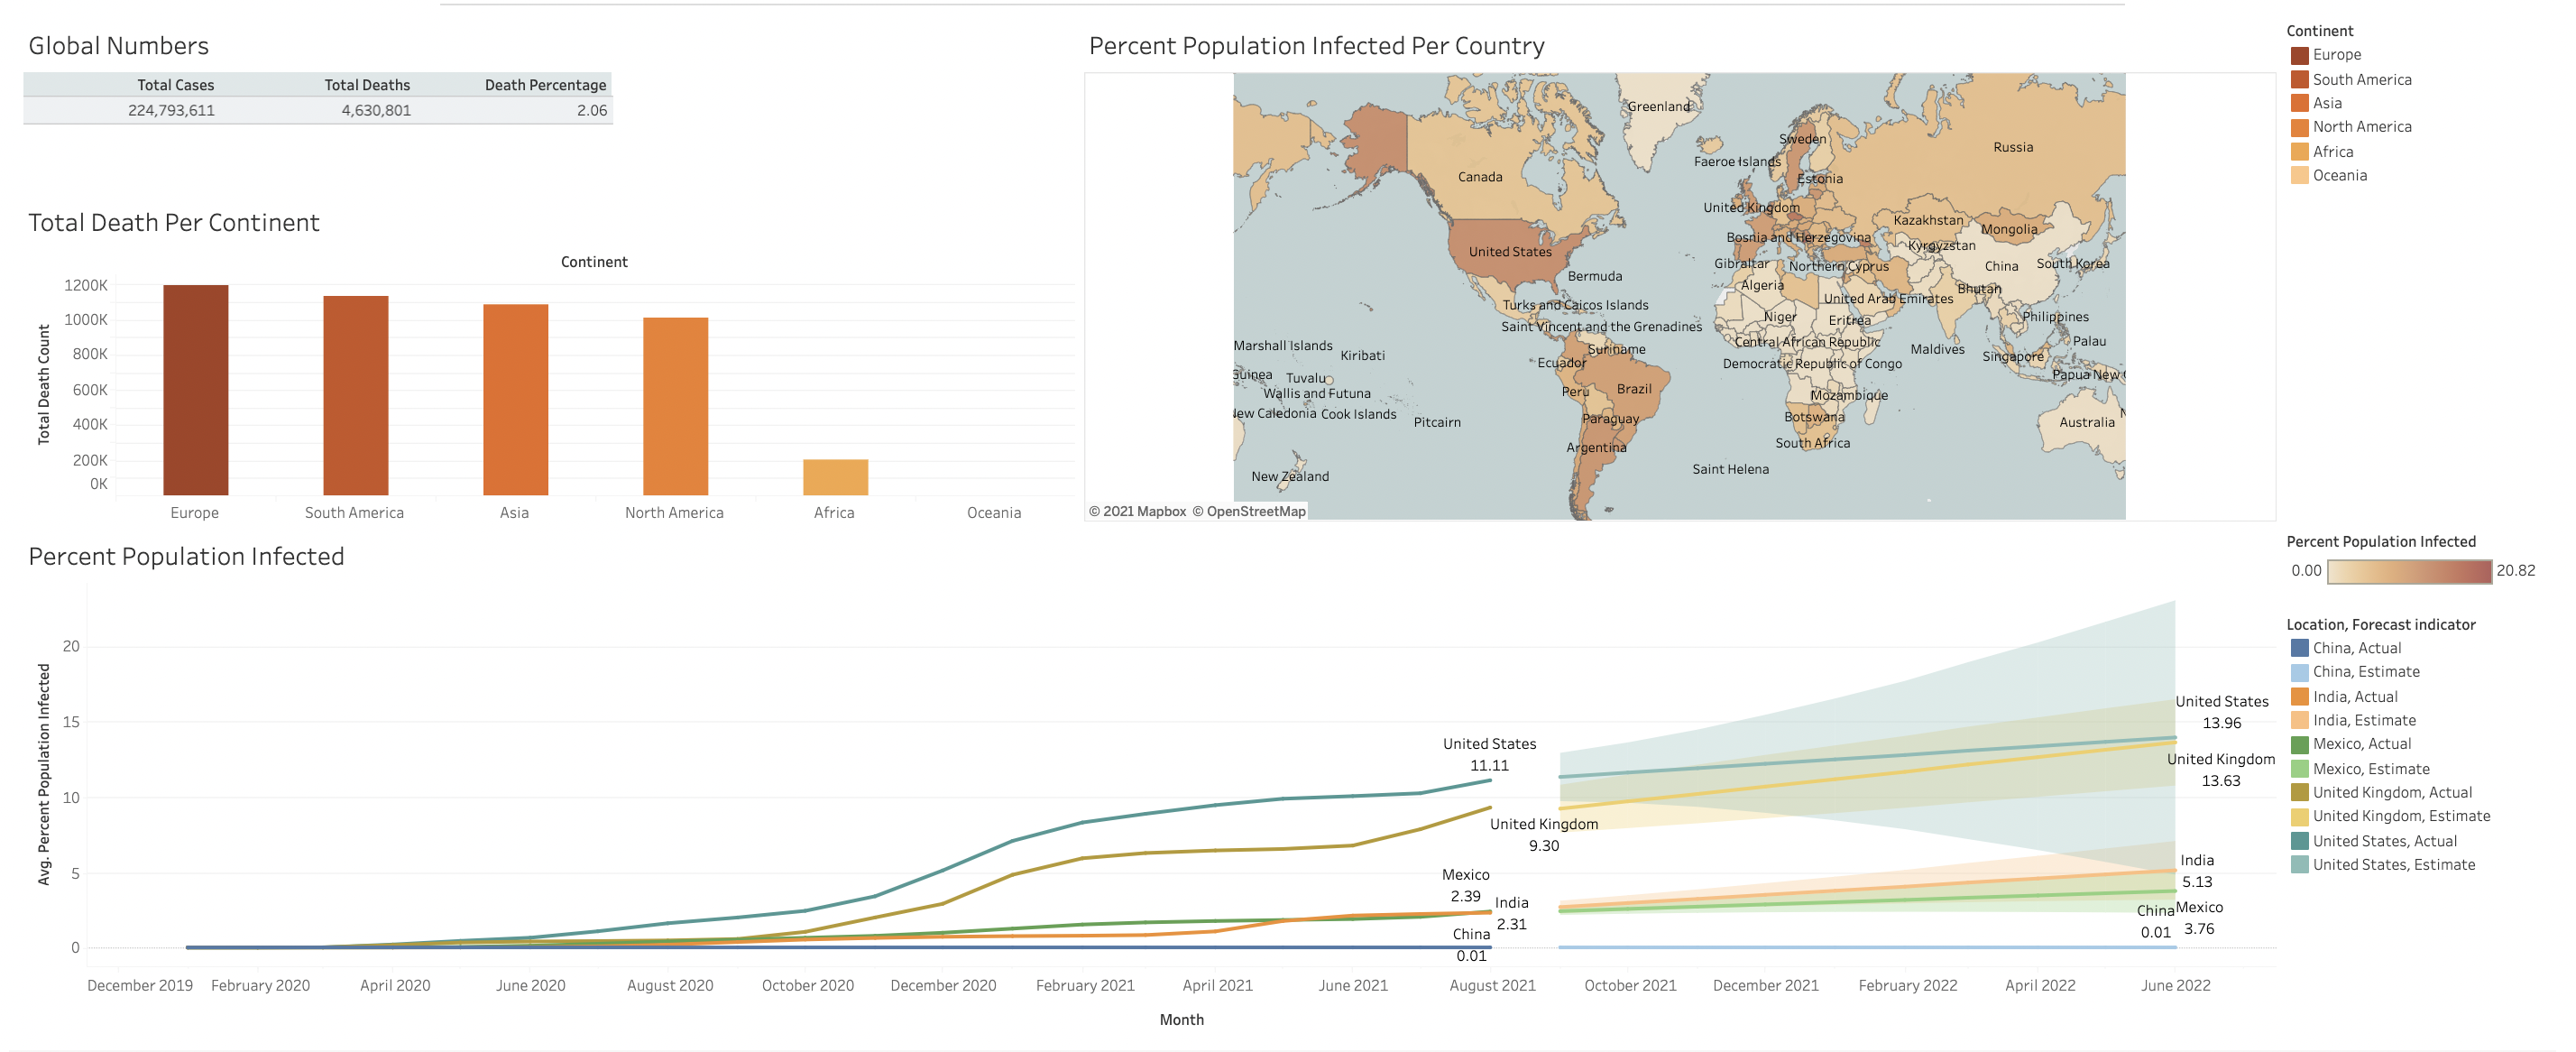 Global Numbers
Total Cases Total Deaths Death Percentage
224,793,611 4,630,801 2.06
Total Death Per Continent
Continent
Total Death Count
1200K
1000K
800K
600K
400K
200K
0K
Europe South America Asia North America Africa Oceania
Percent Population Infected Per Country
Greenland
Sweden
Russia
Faeroe Islands
Canada
Estonia
United Kingdom
Kazakhstan
Mongolia
Bosnia and Herzegovina
Kyrgyzstan
United States
Gibraltar
Northern Cyprus
China
South Korea
Bermuda
Algeria
Bhutan
United Arab Emirates
Turks and Caicos Islands
Niger
Eritrea
Philippines
Saint Vincent and the Grenadines
Central African Republic
Palau
Marshall Islands
Kiribati
Suriname
Maldives
Singapore
Ecuador
Democratic Republic of Congo
Guinea
Tuvalu
Papua New G
Wallis and Futuna
Peru
Brazil
Mozambique
New Caledonia
Cook Islands
Pitcairn
Paraguay
Botswana
Australia
N
Argentina
South Africa
Saint Helena
New Zealand
© 2021 Mapbox © OpenStreetMap
Continent
Europe
South America
Asia
North America
Africa
Oceania
Percent Population Infected
Avg. Percent Population Infected
20
15
10
5
0
United States
11.11
United Kingdom
9.30
Mexico
2.39
India
2.31
China
0.01
United States
13.96
United Kingdom
13.63
India
5.13
China
0.01
Mexico
3.76
December 2019 February 2020 April 2020 June 2020 August 2020 October 2020 December 2020 February 2021 April 2021 June 2021 August 2021 October 2021 December 2021 February 2022 April 2022 June 2022
Month
Percent Population Infected
0.00 20.82
Location, Forecast indicator
China, Actual
China, Estimate
India, Actual
India, Estimate
Mexico, Actual
Mexico, Estimate
United Kingdom, Actual
United Kingdom, Estimate
United States, Actual
United States, Estimate